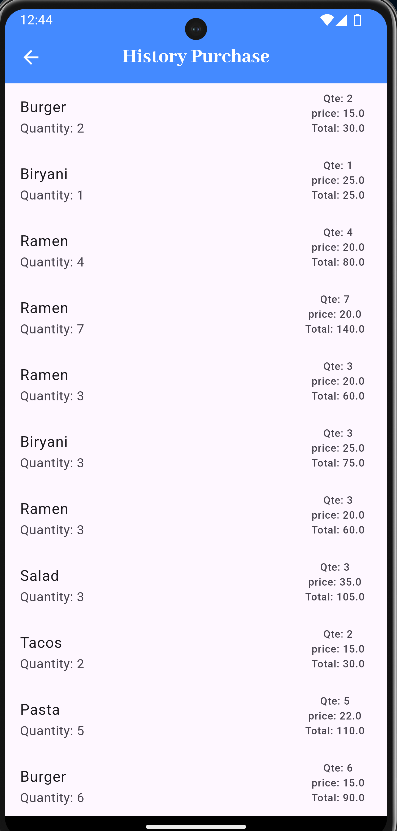 12:44
History Purchase
Burger
Quantity: 2
Qte: 2
price: 15.0
Total: 30.0
Biryani
Quantity: 1
Qte: 1
price: 25.0
Total: 25.0
Ramen
Quantity: 4
Qte: 4
price: 20.0
Total: 80.0
Ramen
Quantity: 7
Qte: 7
price: 20.0
Total: 140.0
Ramen
Quantity: 3
Qte: 3
price: 20.0
Total: 60.0
Biryani
Quantity: 3
Qte: 3
price: 25.0
Total: 75.0
Ramen
Quantity: 3
Qte: 3
price: 20.0
Total: 60.0
Salad
Quantity: 3
Qte: 3
price: 35.0
Total: 105.0
Tacos
Quantity: 2
Qte: 2
price: 15.0
Total: 30.0
Pasta
Quantity: 5
Qte: 5
price: 22.0
Total: 110.0
Burger
Quantity: 6
Qte: 6
price: 15.0
Total: 90.0